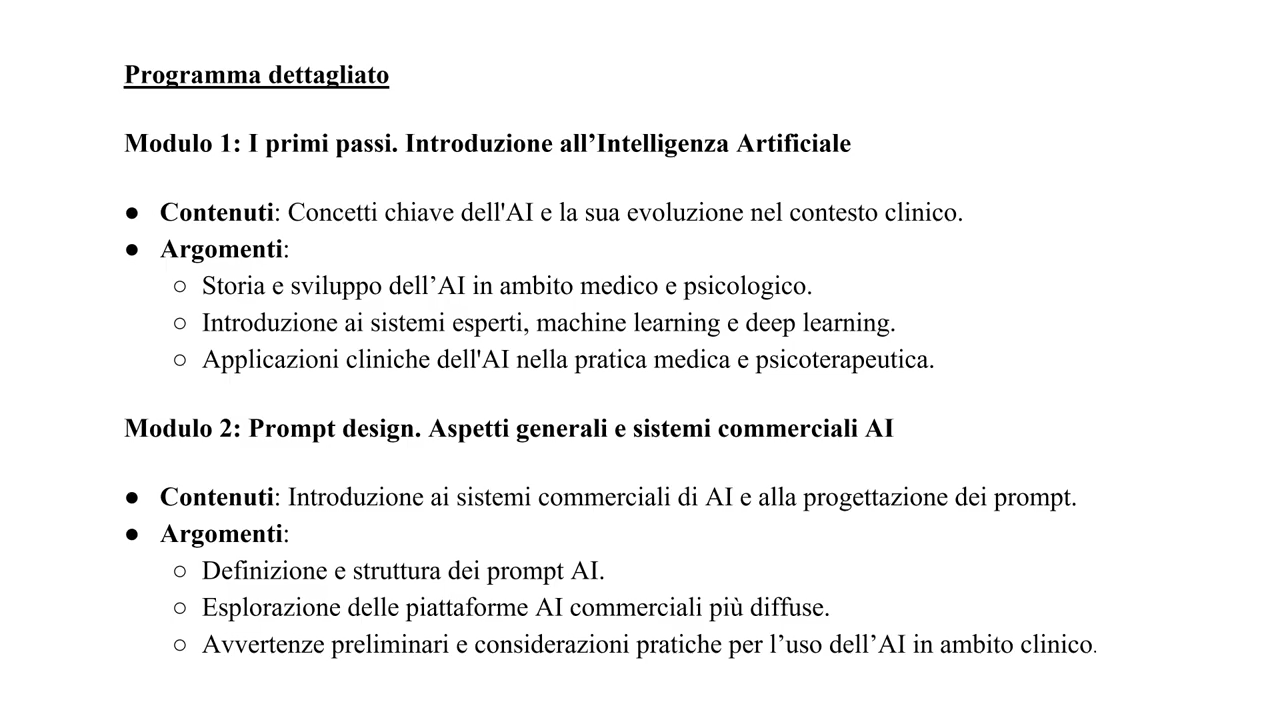 Programma dettagliato
Modulo 1: I primi passi. Introduzione all’Intelligenza Artificiale
● Contenuti: Concetti chiave dell'AI e la sua evoluzione nel contesto clinico.
● Argomenti:
○ Storia e sviluppo dell’AI in ambito medico e psicologico.
○ Introduzione ai sistemi esperti, machine learning e deep learning.
○ Applicazioni cliniche dell'AI nella pratica medica e psicoterapeutica.
Modulo 2: Prompt design. Aspetti generali e sistemi commerciali AI
● Contenuti: Introduzione ai sistemi commerciali di AI e alla progettazione dei prompt.
● Argomenti:
○ Definizione e struttura dei prompt AI.
○ Esplorazione delle piattaforme AI commerciali più diffuse.
○ Avvertenze preliminari e considerazioni pratiche per l’uso dell’AI in ambito clinico.